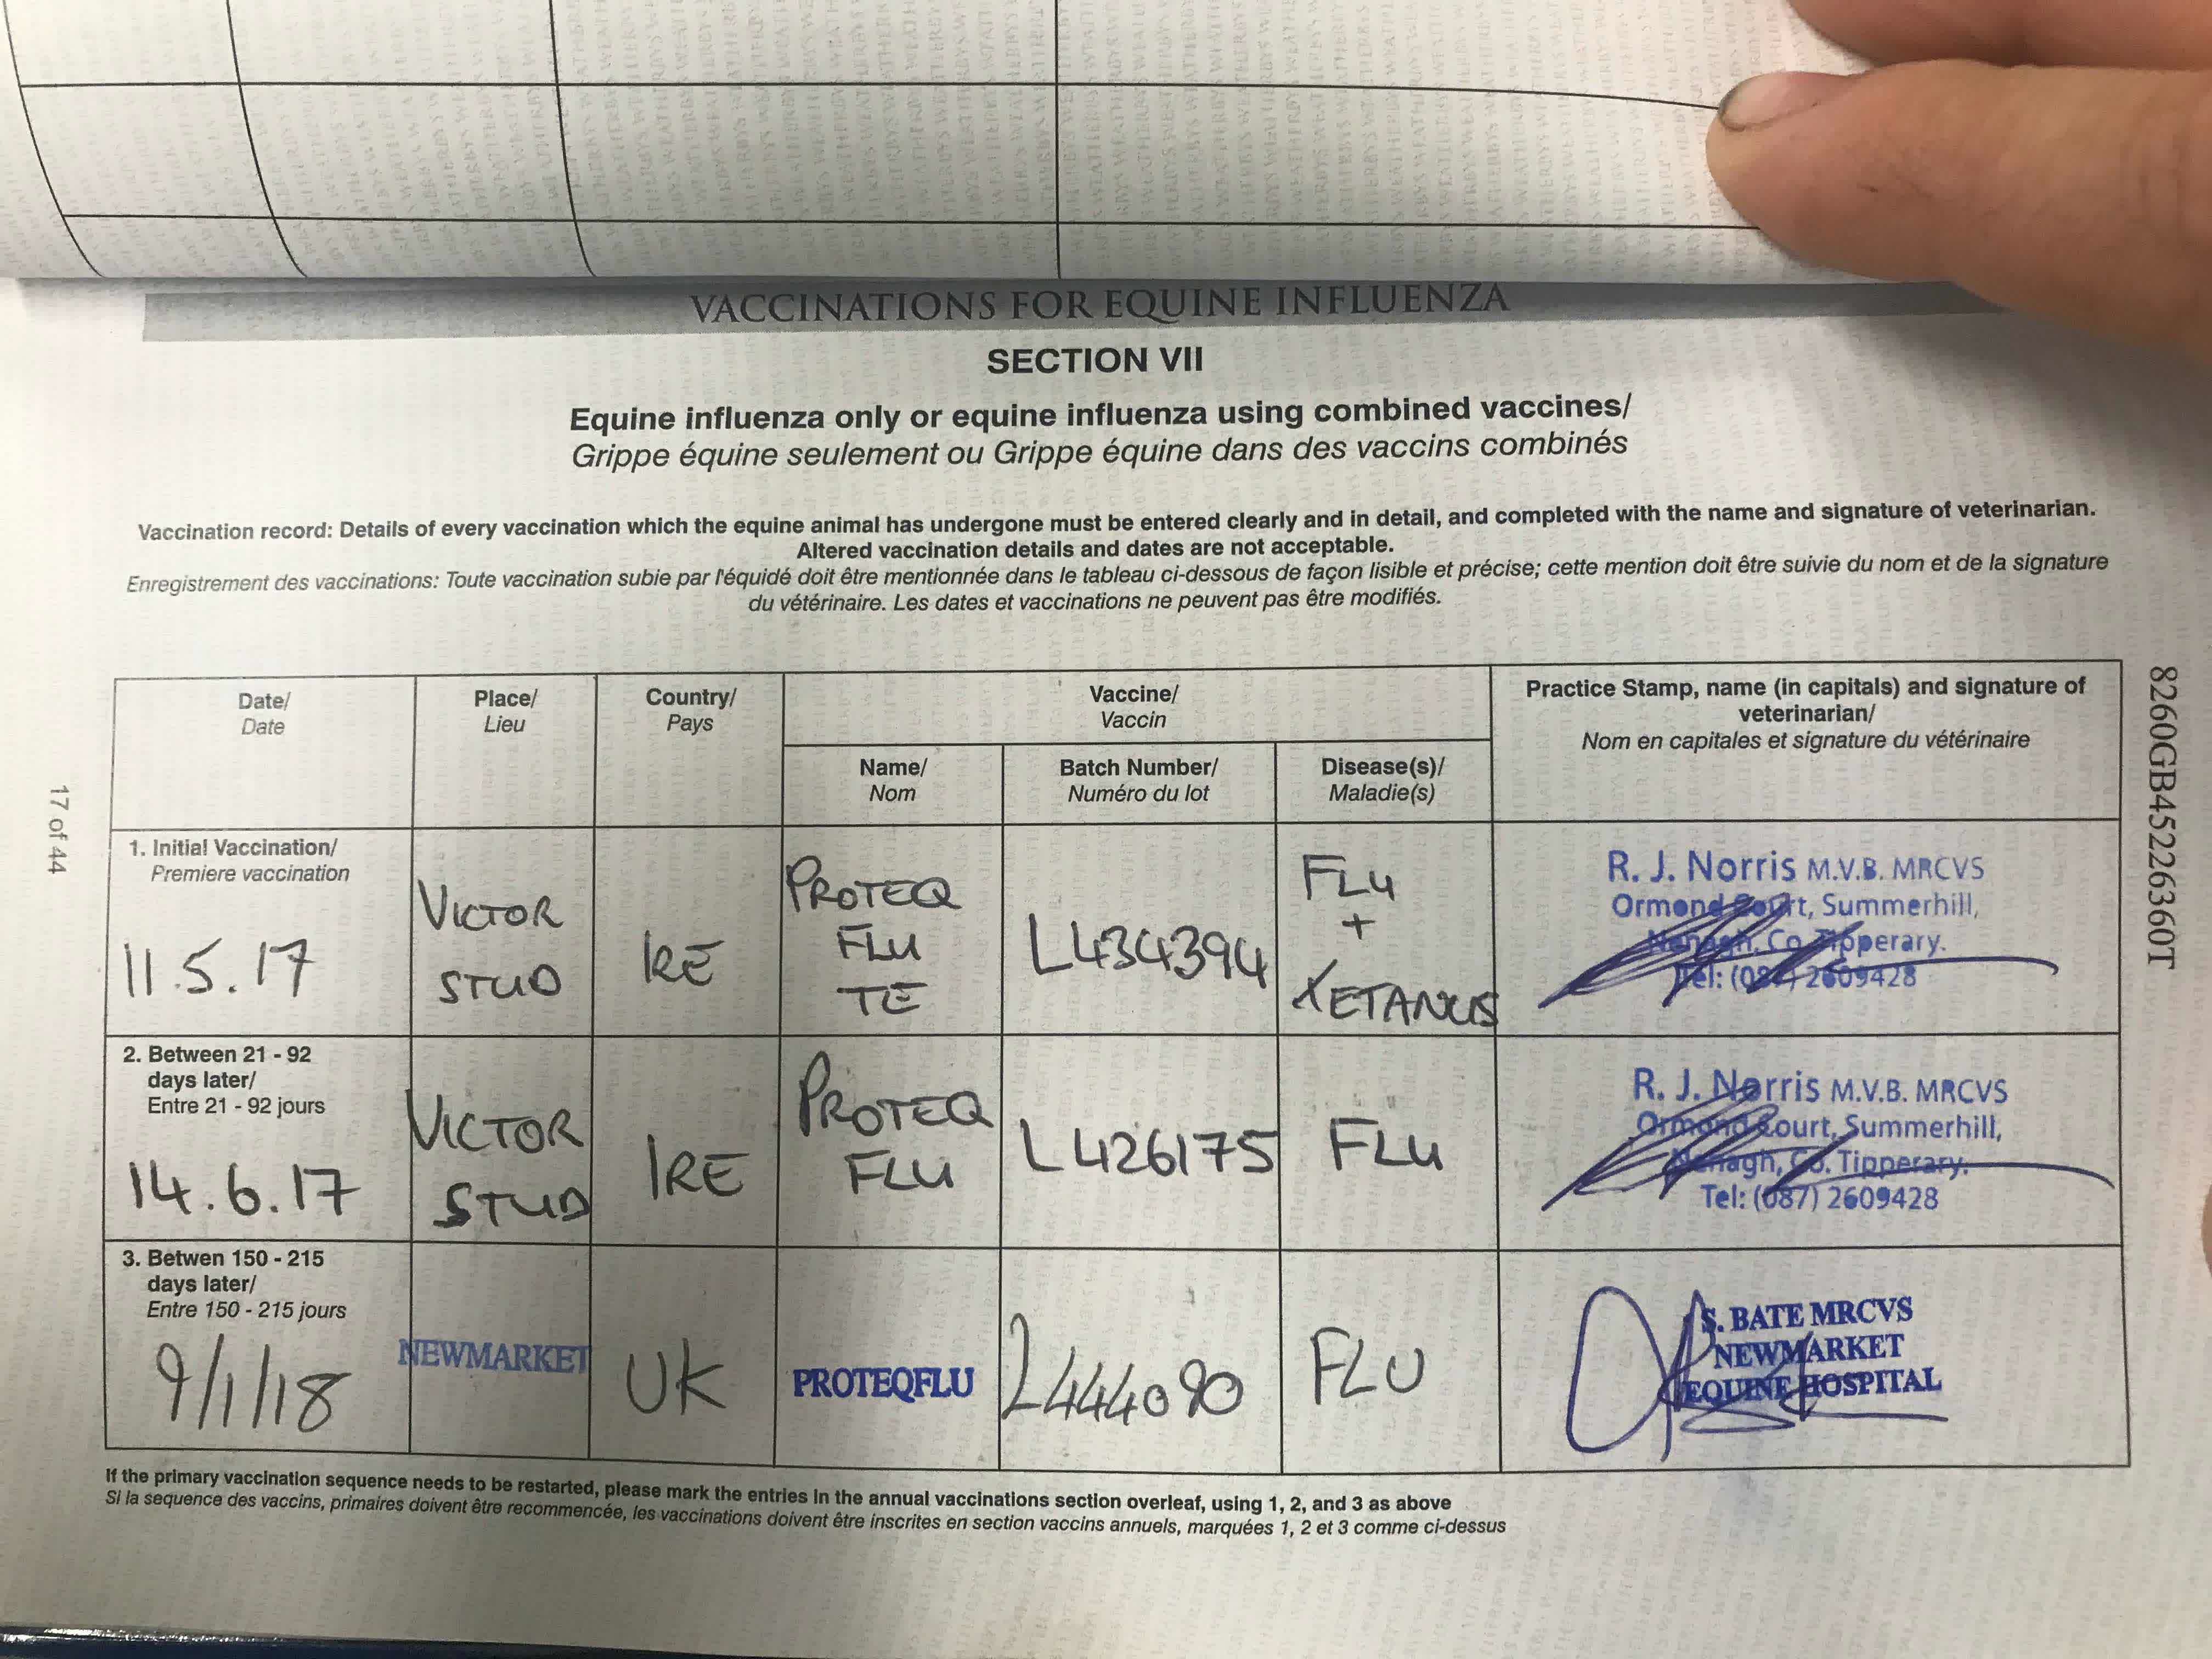 VACCINATIONS FOR EQUINE INFLUENZA
SECTION VII
Equine influenza only or equine influenza using combined vaccines/
Grippe équine seulement ou Grippe équine dans des vaccins combinés
Vaccination record: Details of every vaccination which the equine animal has undergone must be entered clearly and in detail, and completed with the name and signature of veterinarian.
Altered vaccination details and dates are not acceptable.
Enregistrement des vaccinations: Toute vaccination subie par l'équidé doit être mentionnée dans le tableau ci-dessous de façon lisible et précise; cette mention doit être suivie du nom et de la signature
du vétérinaire. Les dates et vaccinations ne peuvent pas être modifiés.
Date/
Date
Place/
Lieu
Country/
Pays
Vaccine/
Vaccin
Name/
Nom
Batch Number/
Numéro du lot
Disease(s)/
Maladie(s)
Practice Stamp, name (in capitals) and signature of
veterinarian/
Nom en capitales et signature du vétérinaire
1. Initial Vaccination/
Premiere vaccination
11.5.17
VICTOR
STUD
IRE
PROTEQ
FLU
TE
L434394
FLU
+
TETANUS
R. J. Norris M.V.B. MRCVS
Ormond Court, Summerhill,
Nenagh, Co. Tipperary.
Tel: (087) 2609428
2. Between 21 - 92
days later/
Entre 21 - 92 jours
14.6.17
VICTOR
STUD
IRE
PROTEQ
FLU
L426175
FLU
R. J. Norris M.V.B. MRCVS
Ormond Court, Summerhill,
Nenagh, Co. Tipperary.
Tel: (087) 2609428
3. Betwen 150 - 215
days later/
Entre 150 - 215 jours
9/1/18
NEWMARKET
UK
PROTEQFLU
L444090
FLU
S. BATE MRCVS
NEWMARKET
EQUINE HOSPITAL
If the primary vaccination sequence needs to be restarted, please mark the entries in the annual vaccinations section overleaf, using 1, 2, and 3 as above
Si la sequence des vaccins, primaires doivent être recommencée, les vaccinations doivent être inscrites en section vaccins annuels, marquées 1, 2 et 3 comme ci-dessus
17 of 44
8260GB45226360T